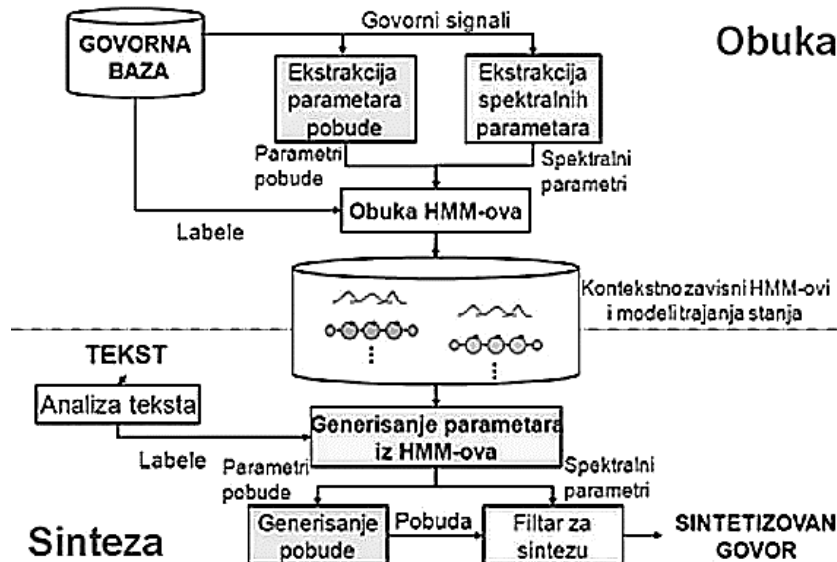 Govorni signali
Obuka
GOVORNA
BAZA
Ekstrakcija
parametara
pobude
Ekstrakcija
spektralnih
parametara
Parametri
pobude
Spektralni
parametri
Labele
Obuka HMM-ova
Kontekstno zavisni HMM-ovi
i modeli trajanja stanja
TEKST
Analiza teksta
Labele
Generisanje parametara
iz HMM-ova
Parametri
pobude
Spektralni
parametri
Sinteza
Generisanje
pobude
Pobuda
Filtar za
sintezu
SINTETIZOVAN
GOVOR